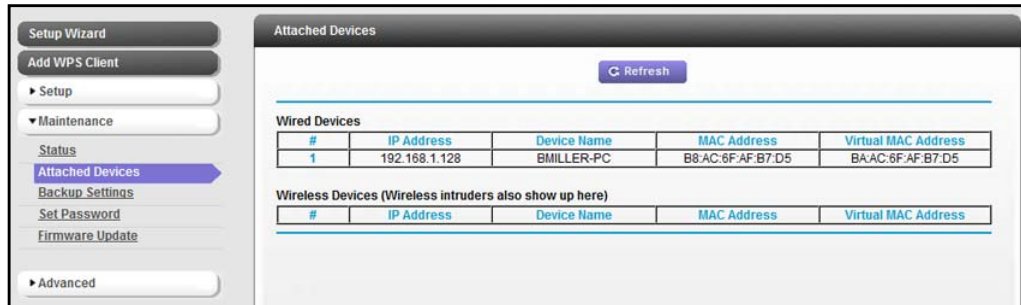 Setup Wizard
Add WPS Client
Setup
Maintenance
Status
Attached Devices
Backup Settings
Set Password
Firmware Update
Advanced
Attached Devices
Refresh
Wired Devices
# IP Address Device Name MAC Address Virtual MAC Address
1 192.168.1.128 BMILLER-PC B8:AC:6F:AF:B7:D5 BA:AC:6F:AF:B7:D5
Wireless Devices (Wireless intruders also show up here)
# IP Address Device Name MAC Address Virtual MAC Address